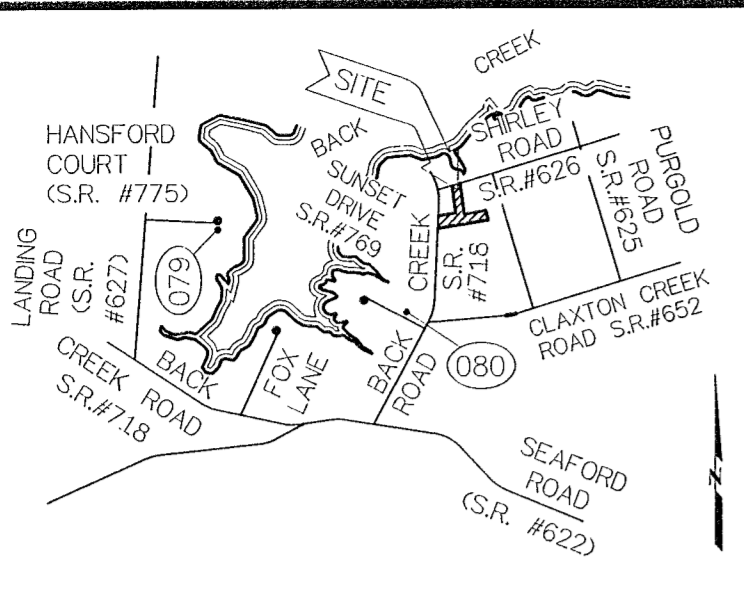 CREEK
SITE
BACK
SHIRLEY
ROAD
S.R.#626
HANSFORD
COURT
(S.R. #775)
SUNSET
DRIVE
S.R.#769
PURGOLD
ROAD
S.R.#625
LANDING
ROAD
(S.R.
#627)
079
CREEK
S.R.
#718
CLAXTON CREEK
ROAD S.R.#652
BACK
CREEK ROAD
S.R.#718
FOX
LANE
BACK
ROAD
080
SEAFORD
ROAD
(S.R. #622)
N